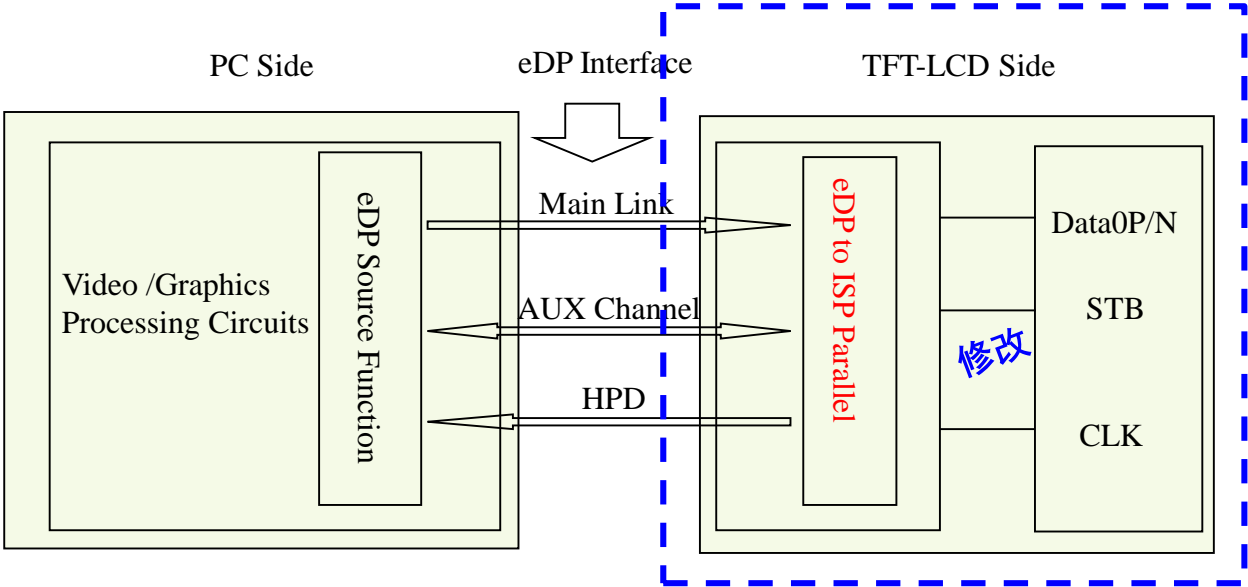 PC Side
eDP Interface
TFT-LCD Side
Video /Graphics
Processing Circuits
eDP Source Function
Main Link
AUX Channel
HPD
eDP to ISP Parallel
修改
Data0P/N
STB
CLK